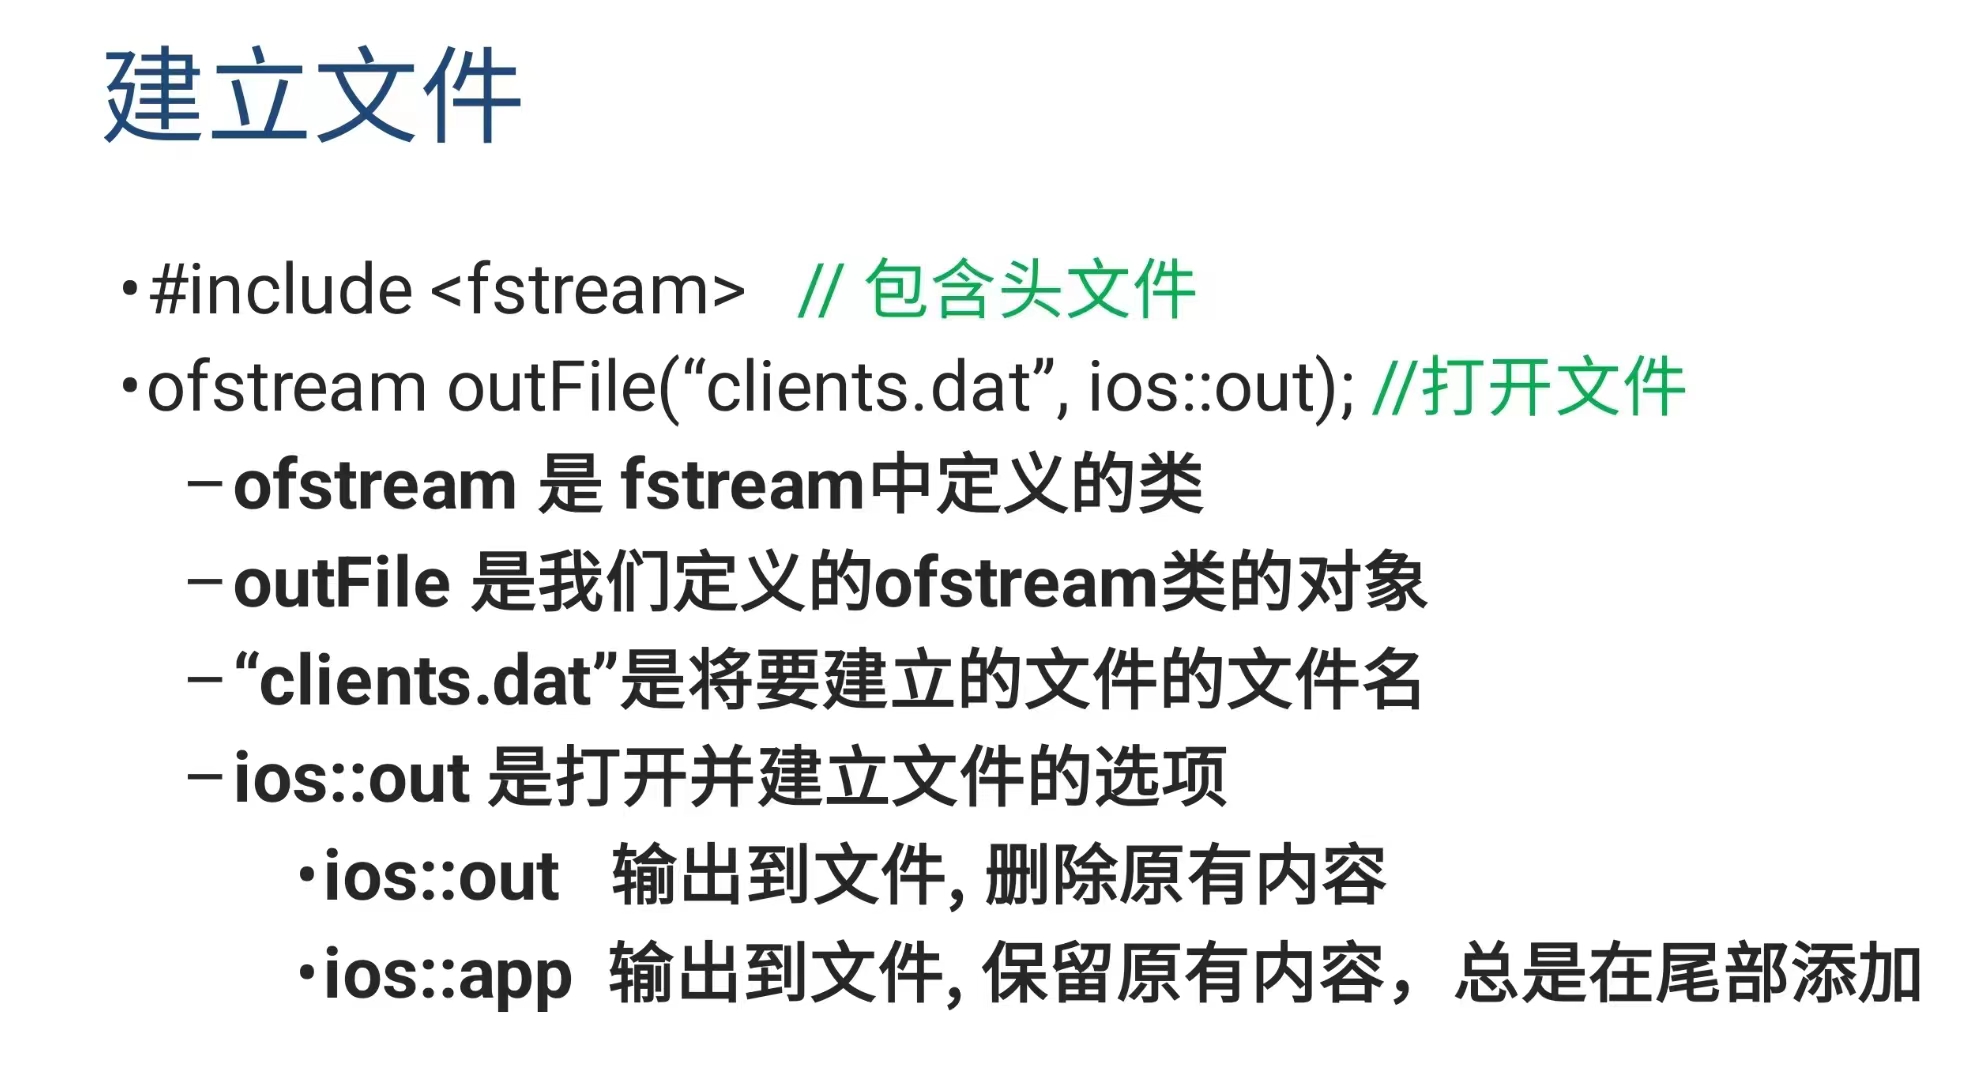 建立文件
•#include <fstream> // 包含头文件
•ofstream outFile(“clients.dat”, ios::out); //打开文件
–ofstream 是 fstream中定义的类
–outFile 是我们定义的ofstream类的对象
–“clients.dat”是将要建立的文件的文件名
–ios::out 是打开并建立文件的选项
•ios::out 输出到文件, 删除原有内容
•ios::app 输出到文件, 保留原有内容，总是在尾部添加